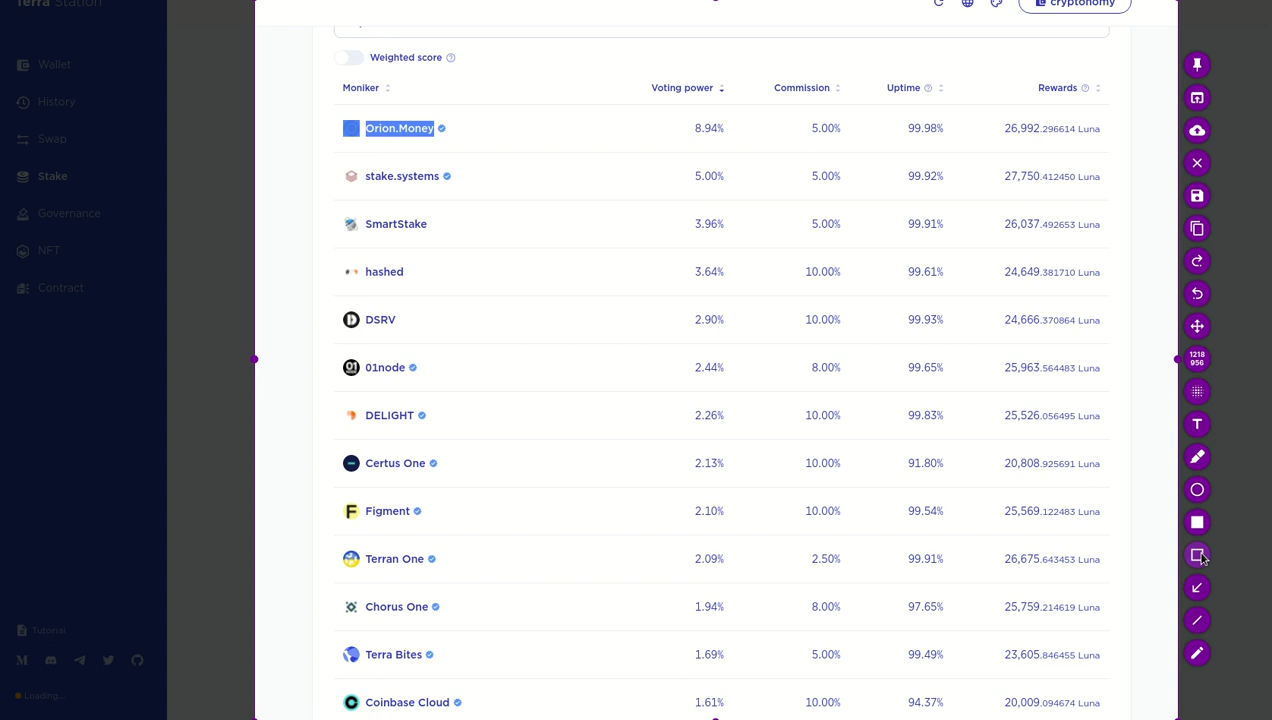 Terra Station
cryptonomy
Wallet
History
Swap
Stake
Governance
NFT
Contract
Tutorial
Loading...
Weighted score
Moniker Voting power Commission Uptime Rewards
Orion.Money 8.94% 5.00% 99.98% 26,992.296614 Luna
stake.systems 5.00% 5.00% 99.92% 27,750.412450 Luna
SmartStake 3.96% 5.00% 99.91% 26,037.492653 Luna
hashed 3.64% 10.00% 99.61% 24,649.381710 Luna
DSRV 2.90% 10.00% 99.93% 24,666.370864 Luna
01node 2.44% 8.00% 99.65% 25,963.564483 Luna
DELIGHT 2.26% 10.00% 99.83% 25,526.056495 Luna
Certus One 2.13% 10.00% 91.80% 20,808.925691 Luna
Figment 2.10% 10.00% 99.54% 25,569.122483 Luna
Terran One 2.09% 2.50% 99.91% 26,675.643453 Luna
Chorus One 1.94% 8.00% 97.65% 25,759.214619 Luna
Terra Bites 1.69% 5.00% 99.49% 23,605.846455 Luna
Coinbase Cloud 1.61% 10.00% 94.37% 20,009.094674 Luna
1218
956
T